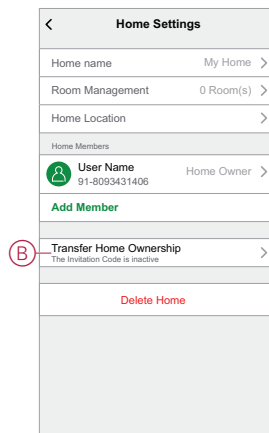 Home Settings
Home name My Home
Room Management 0 Room(s)
Home Location
Home Members
User Name Home Owner
91-8093431406
Add Member
Transfer Home Ownership
B
The Invitation Code is inactive
Delete Home